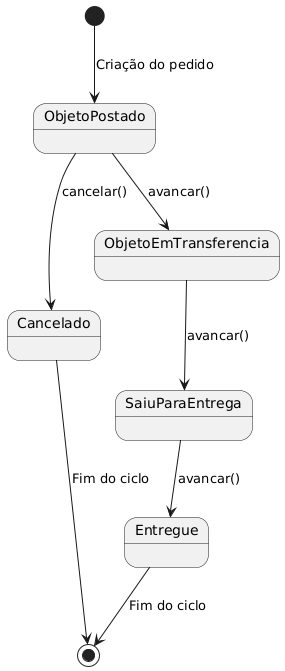 Criação do pedido
ObjetoPostado
cancelar()
avancar()
ObjetoEmTransferencia
Cancelado
avancar()
SaiuParaEntrega
Fim do ciclo
avancar()
Entregue
Fim do ciclo